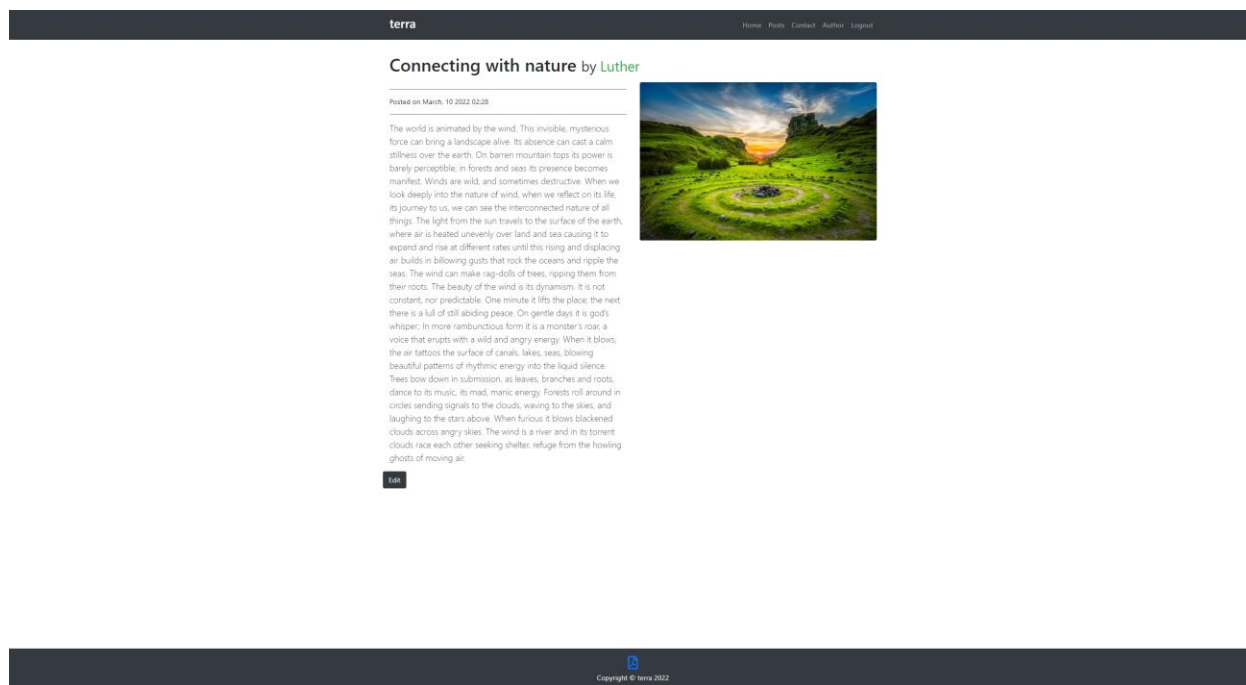 terra
Home Posts Contact Author Logout
Connecting with nature by Luther
Posted on March, 10 2022 02:28
The world is animated by the wind. This invisible, mysterious
force can bring a landscape alive. Its absence can cast a calm
stillness over the earth. On barren mountain tops its power is
barely perceptible; in forests and seas its presence becomes
manifest. Winds are wild, and sometimes destructive. When we
look deeply into the nature of wind, when we reflect on its life,
its journey to us, we can see the interconnected nature of all
things. The light from the sun travels to the surface of the earth,
where air is heated unevenly over land and sea causing it to
expand and rise at different rates until this rising and displacing
air builds in billowing gusts that rock the oceans and ripple the
seas. The wind can make rag-dolls of trees, ripping them from
their roots. The beauty of the wind is its dynamism. It is not
constant, nor predictable. One minute it lifts the place; the next
there is a lull of still abiding peace. On gentle days it is god's
whisper; In more rambunctious form it is a monster's roar, a
voice that erupts with a wild and angry energy. When it blows,
the air tattoos the surface of canals, lakes, seas, blowing
beautiful patterns of rhythmic energy into the liquid silence.
Trees bow down in submission, as leaves, branches and roots,
dance to its music, its mad, manic energy. Forests roll around in
circles sending signals to the clouds, waving to the skies, and
laughing to the stars above. When furious it blows blackened
clouds across angry skies. The wind is a river and in its torrent
clouds race each other seeking shelter, refuge from the howling
ghosts of moving air.
Edit
Copyright © terra 2022